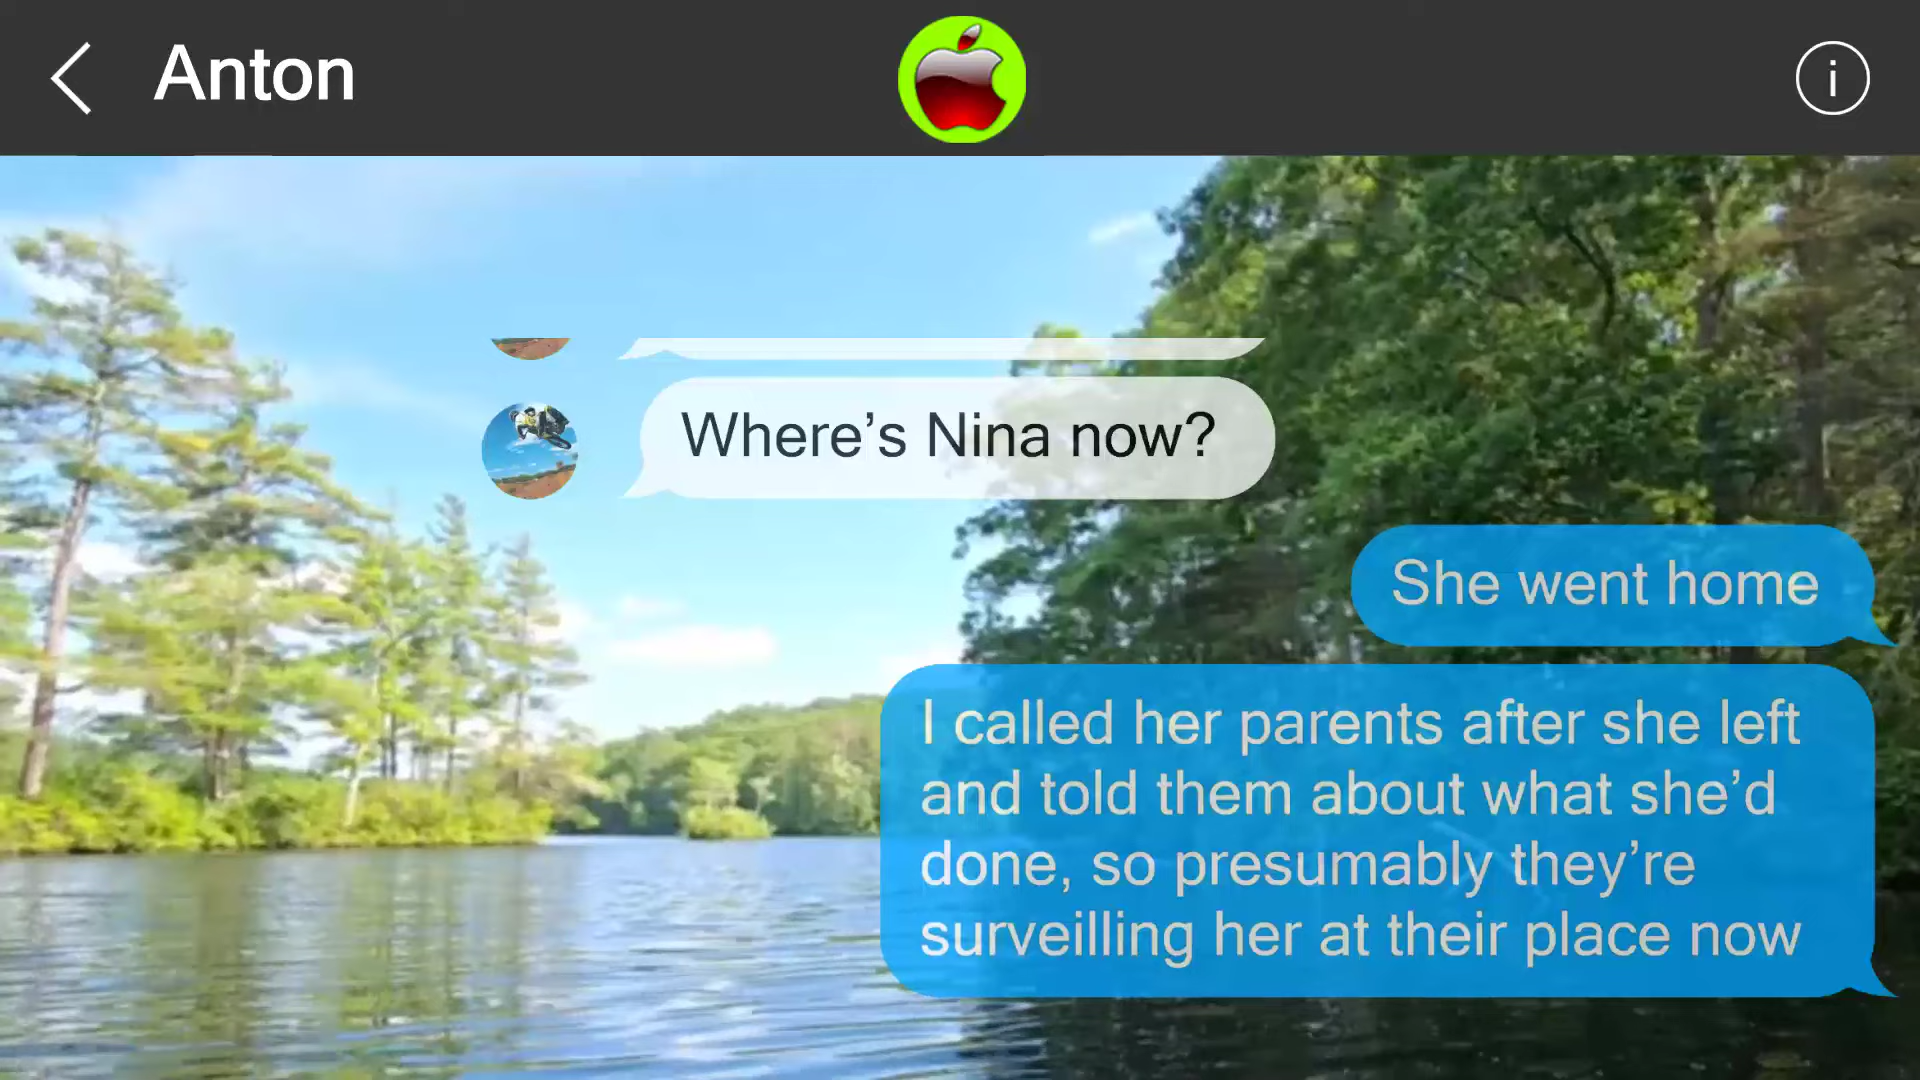 Anton
i
Where’s Nina now?
She went home
I called her parents after she left
and told them about what she’d
done, so presumably they’re
surveilling her at their place now